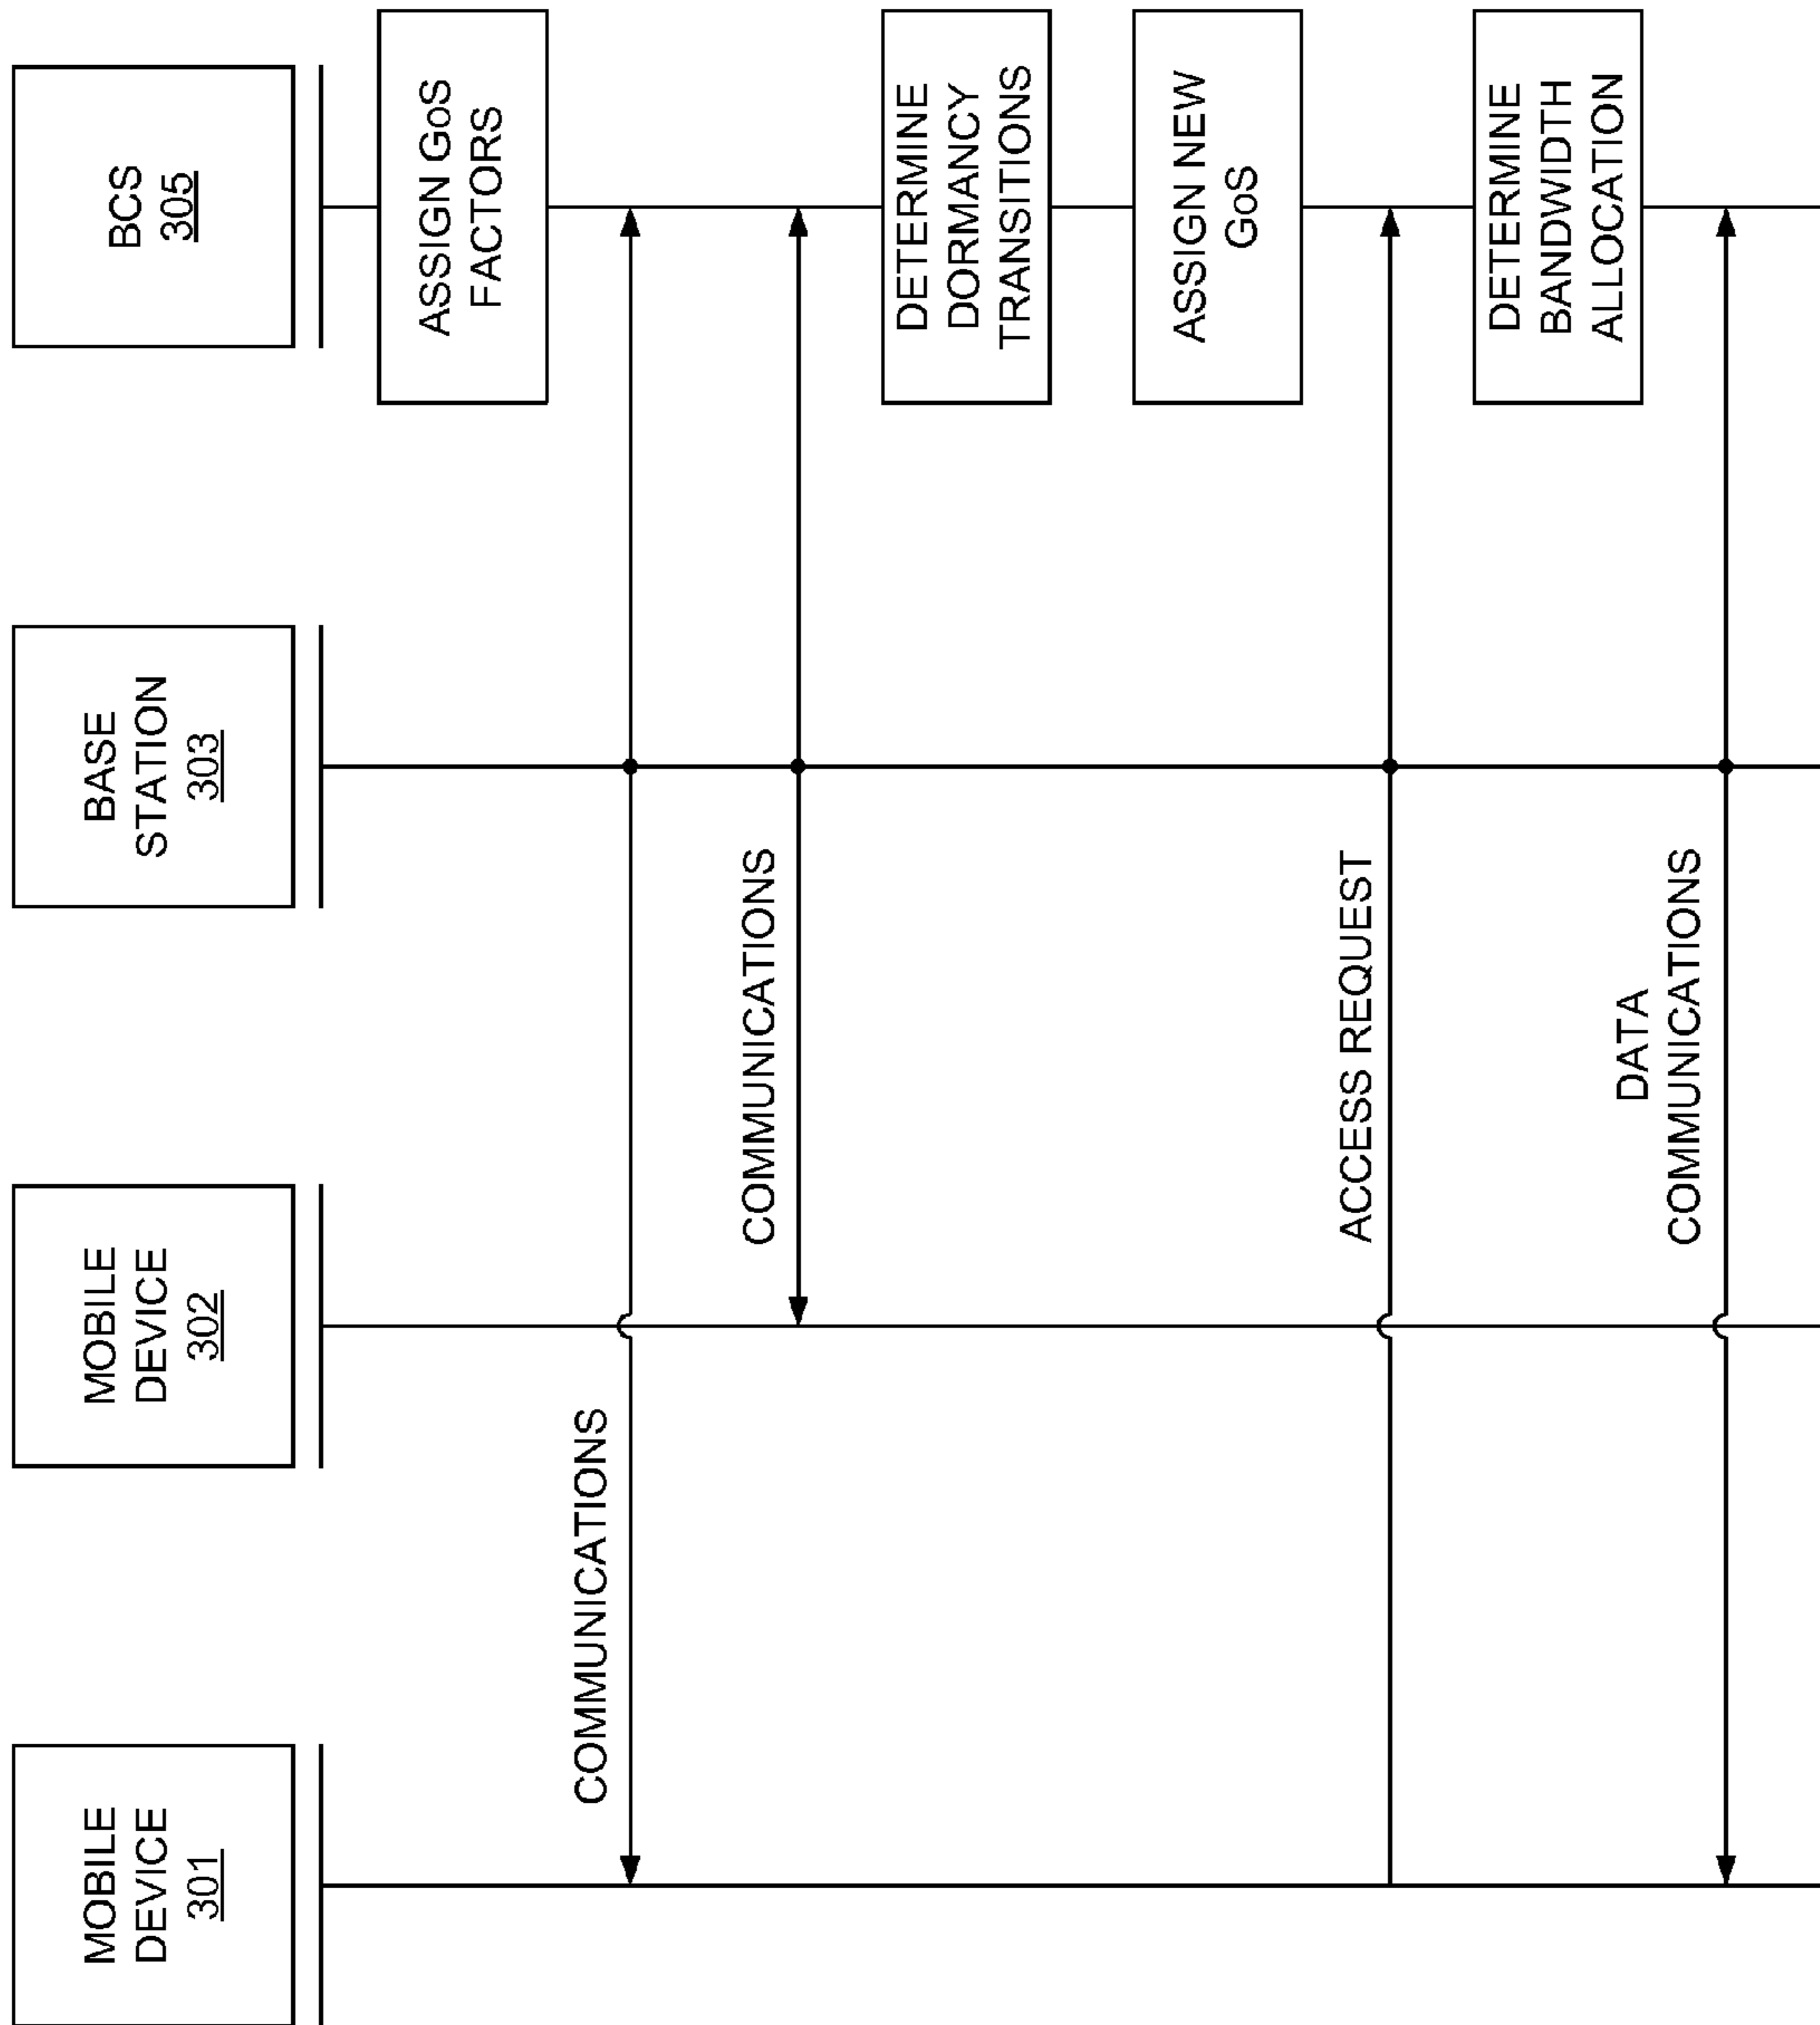 MOBILE
DEVICE
301
MOBILE
DEVICE
302
BASE
STATION
303
BCS
305
ASSIGN GoS
FACTORS
COMMUNICATIONS
COMMUNICATIONS
DETERMINE
DORMANCY
TRANSITIONS
ASSIGN NEW
GoS
ACCESS REQUEST
DETERMINE
BANDWIDTH
ALLOCATION
DATA
COMMUNICATIONS